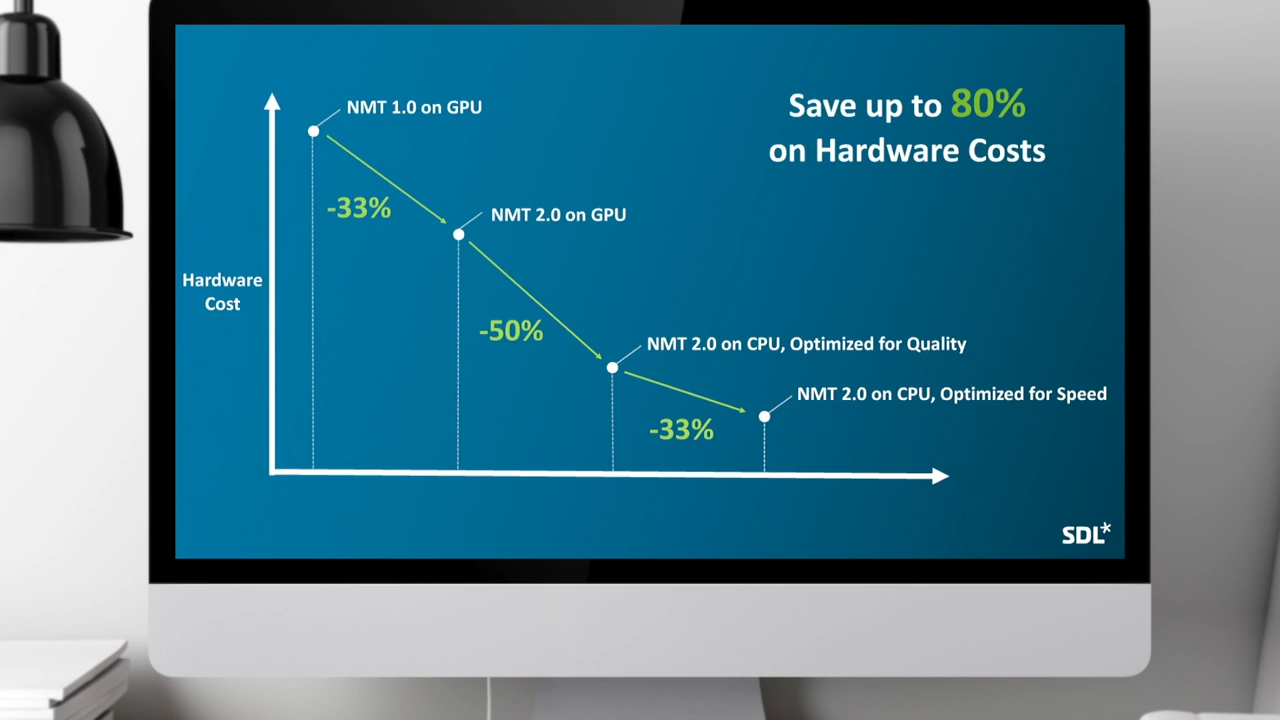 Save up to 80%
on Hardware Costs
NMT 1.0 on GPU
-33%
NMT 2.0 on GPU
Hardware
Cost
-50%
NMT 2.0 on CPU, Optimized for Quality
NMT 2.0 on CPU, Optimized for Speed
-33%
SDL*